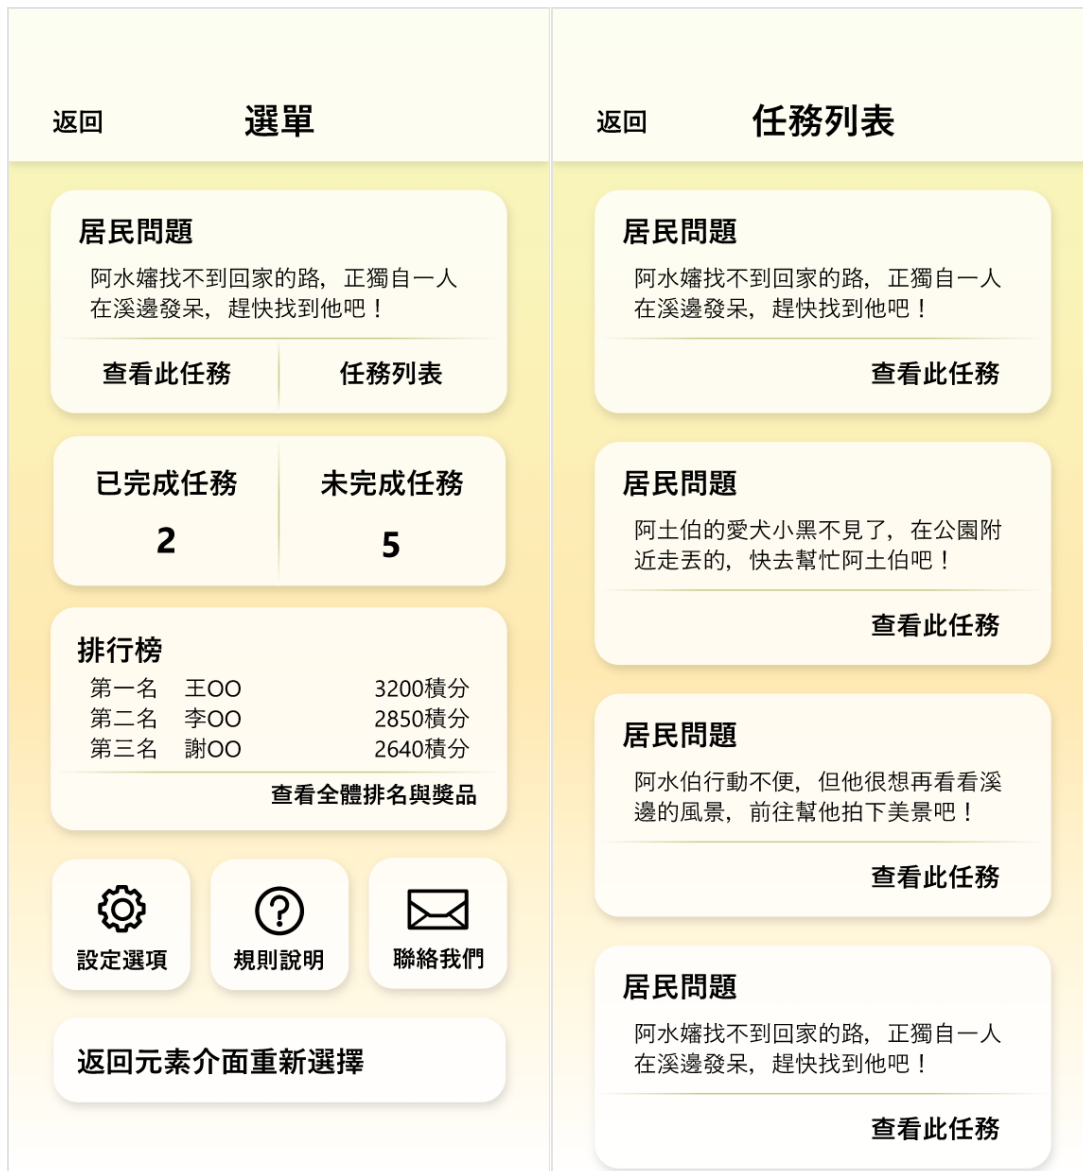 返回
選單
居民問題
阿水嬸找不到回家的路，正獨自一人
在溪邊發呆，趕快找到他吧！
查看此任務
任務列表
已完成任務
未完成任務
2
5
排行榜
第一名 王OO 3200積分
第二名 李OO 2850積分
第三名 謝OO 2640積分
查看全體排名與獎品
設定選項
規則說明
聯絡我們
返回元素介面重新選擇
返回
任務列表
居民問題
阿水嬸找不到回家的路，正獨自一人
在溪邊發呆，趕快找到他吧！
查看此任務
居民問題
阿土伯的愛犬小黑不見了，在公園附
近走丟的，快去幫忙阿土伯吧！
查看此任務
居民問題
阿水伯行動不便，但他很想再看看溪
邊的風景，前往幫他拍下美景吧！
查看此任務
居民問題
阿水嬸找不到回家的路，正獨自一人
在溪邊發呆，趕快找到他吧！
查看此任務